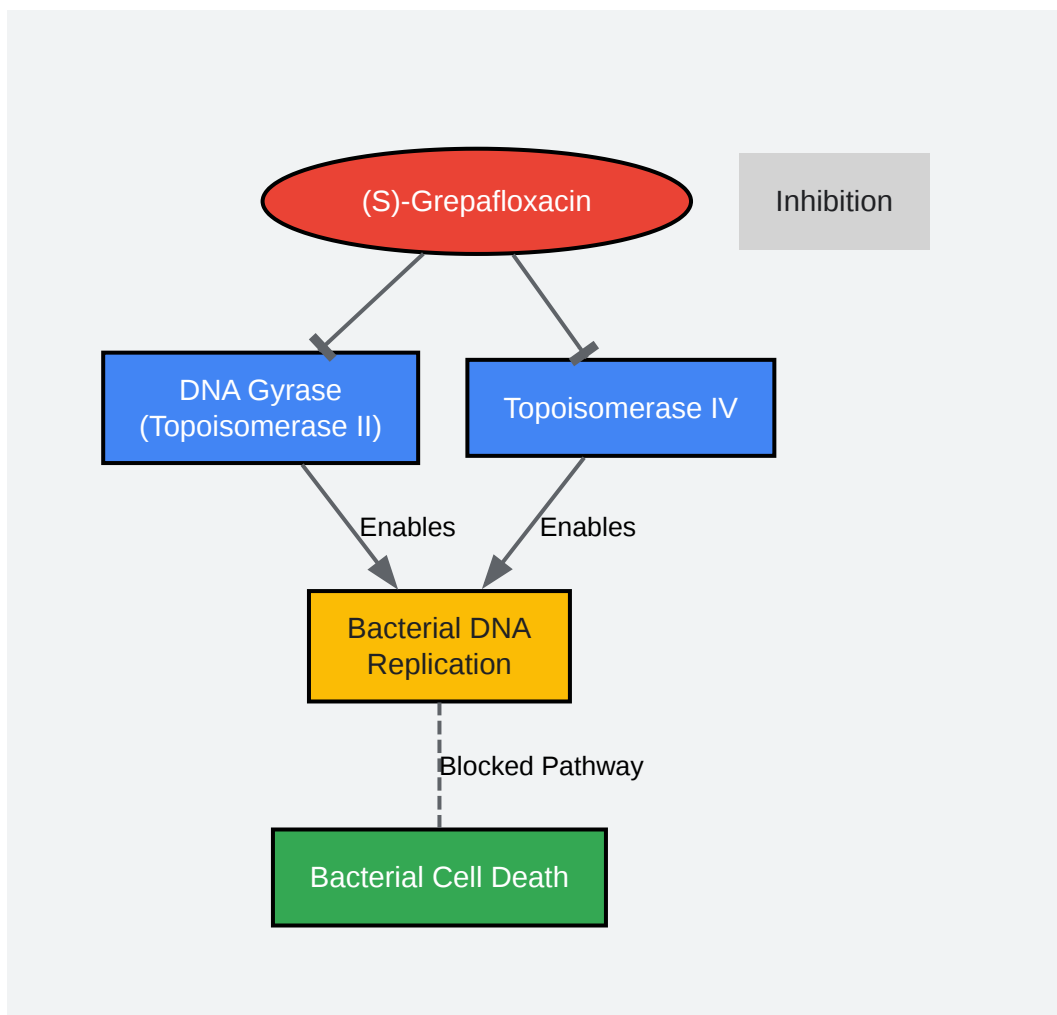 (S)-Grepafloxacin
Inhibition
DNA Gyrase
(Topoisomerase II)
Topoisomerase IV
Enables
Enables
Bacterial DNA
Replication
Blocked Pathway
Bacterial Cell Death